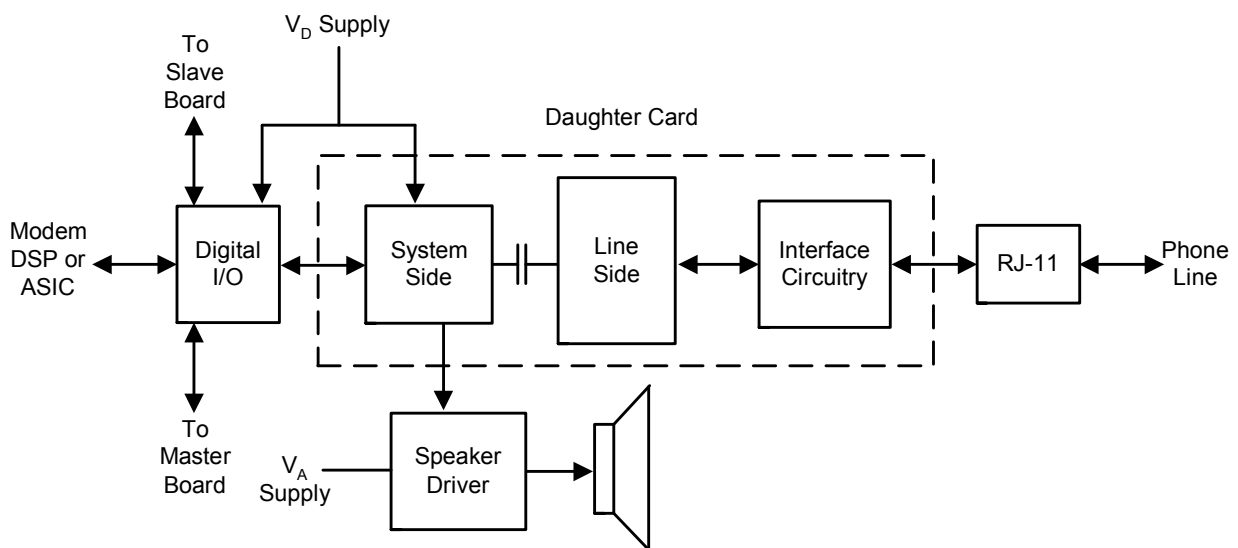 V_D Supply
To
Slave
Board
Daughter Card
Modem
DSP or
ASIC
Digital
I/O
System
Side
Line
Side
Interface
Circuitry
RJ-11
Phone
Line
To
Master
Board
V_A
Supply
Speaker
Driver